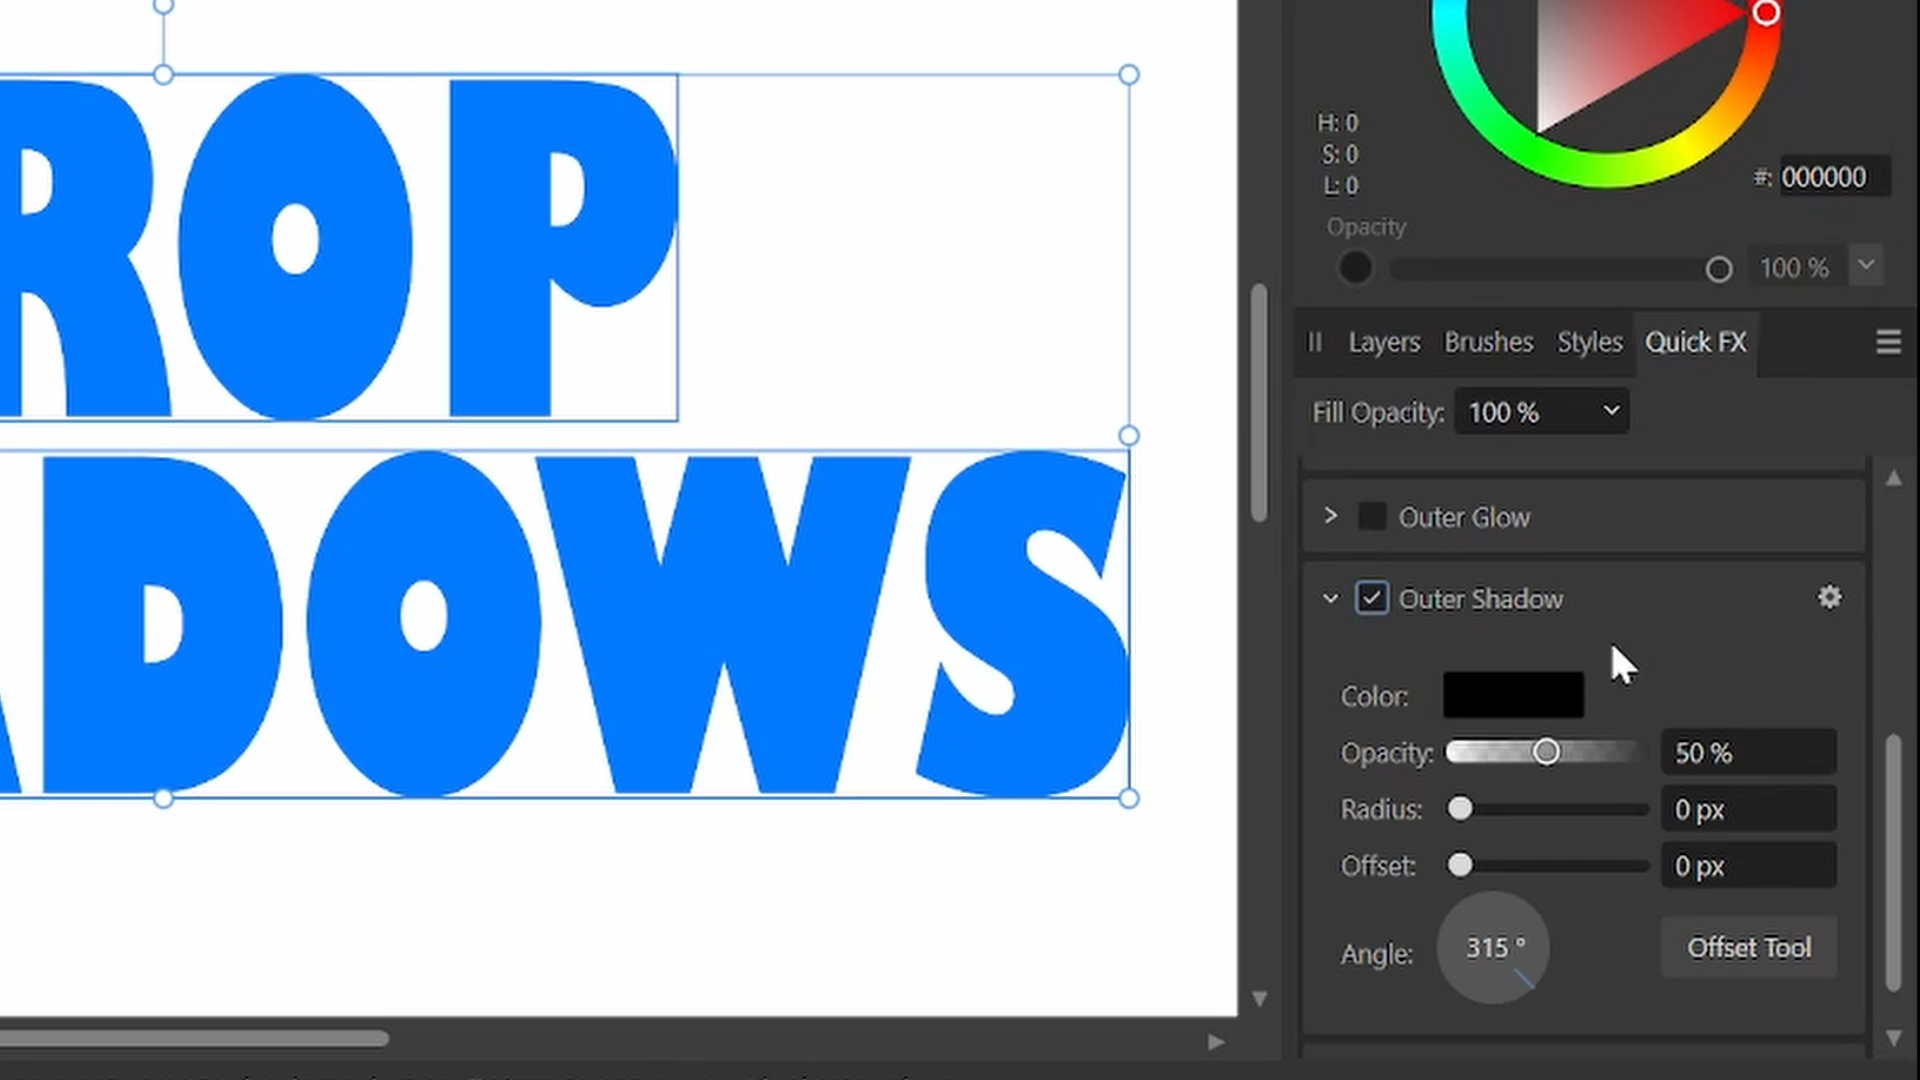 ROP
DOWS
H: 0
S: 0
L: 0
#: 000000
Opacity
100 %
Layers Brushes Styles Quick FX
Fill Opacity: 100 %
Outer Glow
Outer Shadow
Color:
Opacity: 50 %
Radius: 0 px
Offset: 0 px
Angle: 315 ° Offset Tool